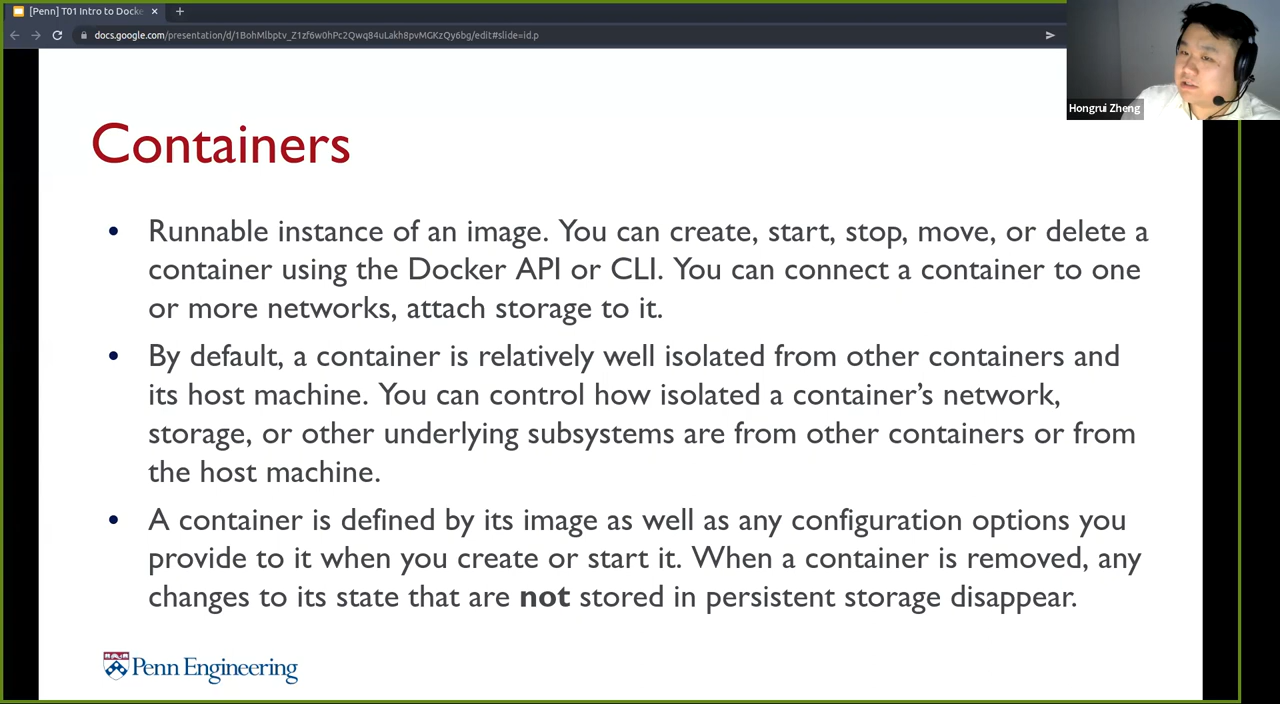 [Penn] T01 Intro to Docke
docs.google.com/presentation/d/1BohMlbptv_Z1zf6w0hPc2Qwq84uLakh8pvMGKzQy6bg/edit#slide=id.p
Hongrui Zheng
Containers
• Runnable instance of an image. You can create, start, stop, move, or delete a
container using the Docker API or CLI. You can connect a container to one
or more networks, attach storage to it.
• By default, a container is relatively well isolated from other containers and
its host machine. You can control how isolated a container’s network,
storage, or other underlying subsystems are from other containers or from
the host machine.
• A container is defined by its image as well as any configuration options you
provide to it when you create or start it. When a container is removed, any
changes to its state that are not stored in persistent storage disappear.
Penn Engineering